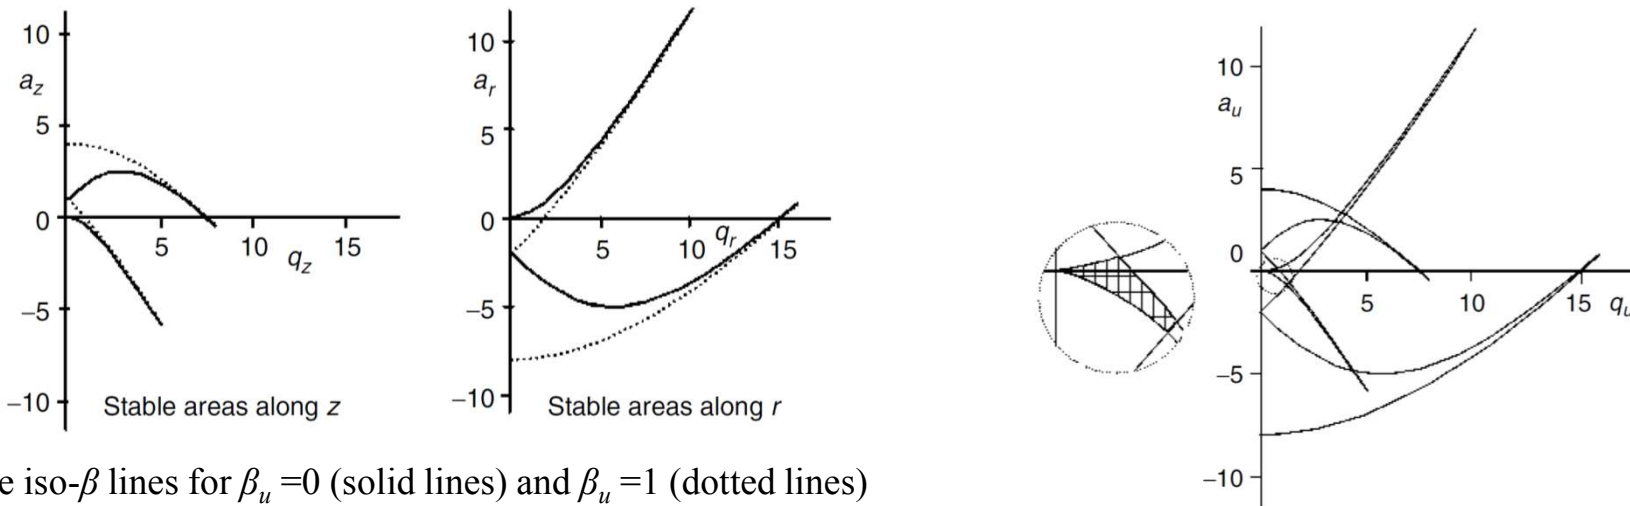 10
a_z
5
0
−5
−10
5
10
15
q_z
Stable areas along z
10
a_r
5
0
−5
−10
5
10
q_r
15
Stable areas along r
10
a_u
5
0
−5
−10
5
10
15
q_u
e iso-β lines for β_u =0 (solid lines) and β_u =1 (dotted lines)